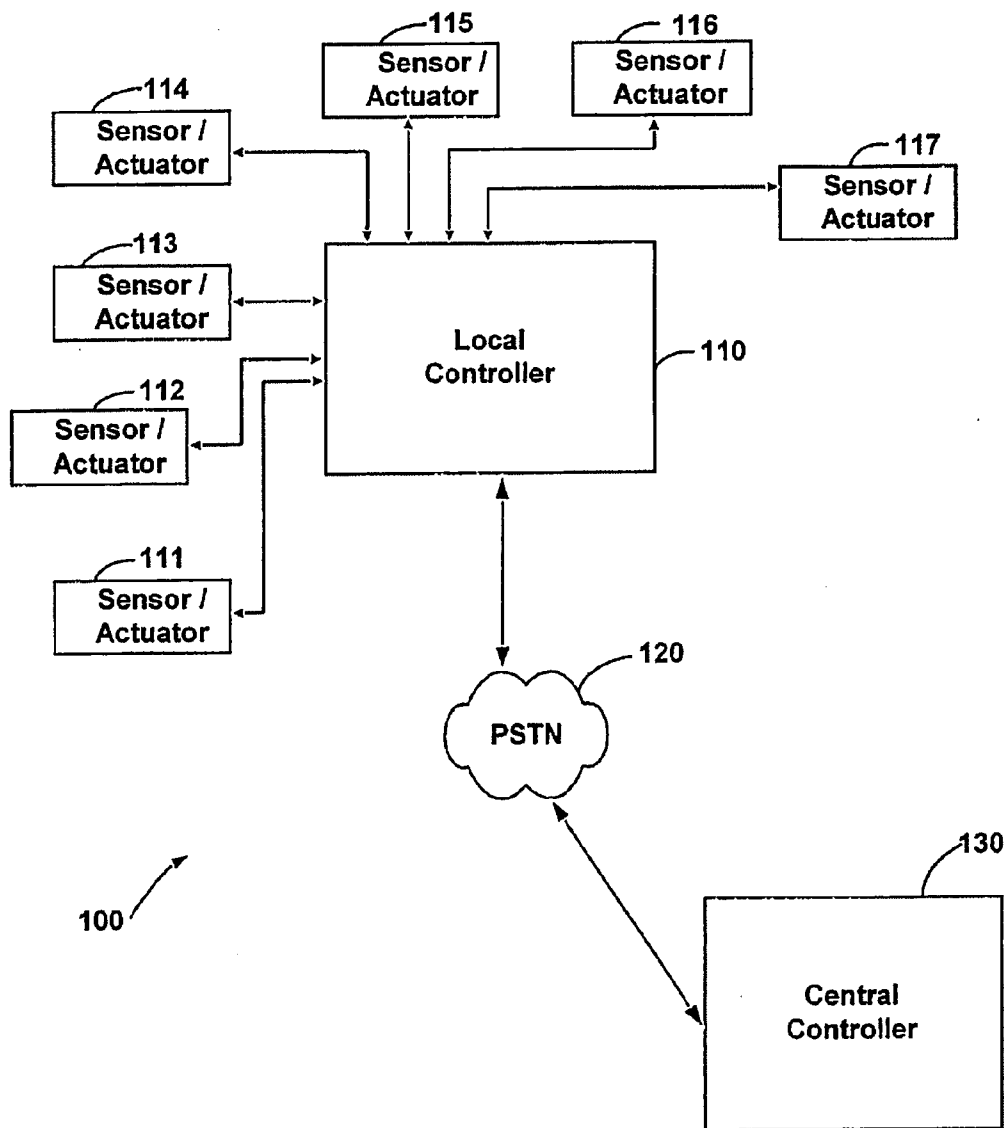 115
Sensor /
Actuator
116
Sensor /
Actuator
114
Sensor /
Actuator
117
Sensor /
Actuator
113
Sensor /
Actuator
Local
Controller
110
112
Sensor /
Actuator
111
Sensor /
Actuator
120
PSTN
130
100
Central
Controller